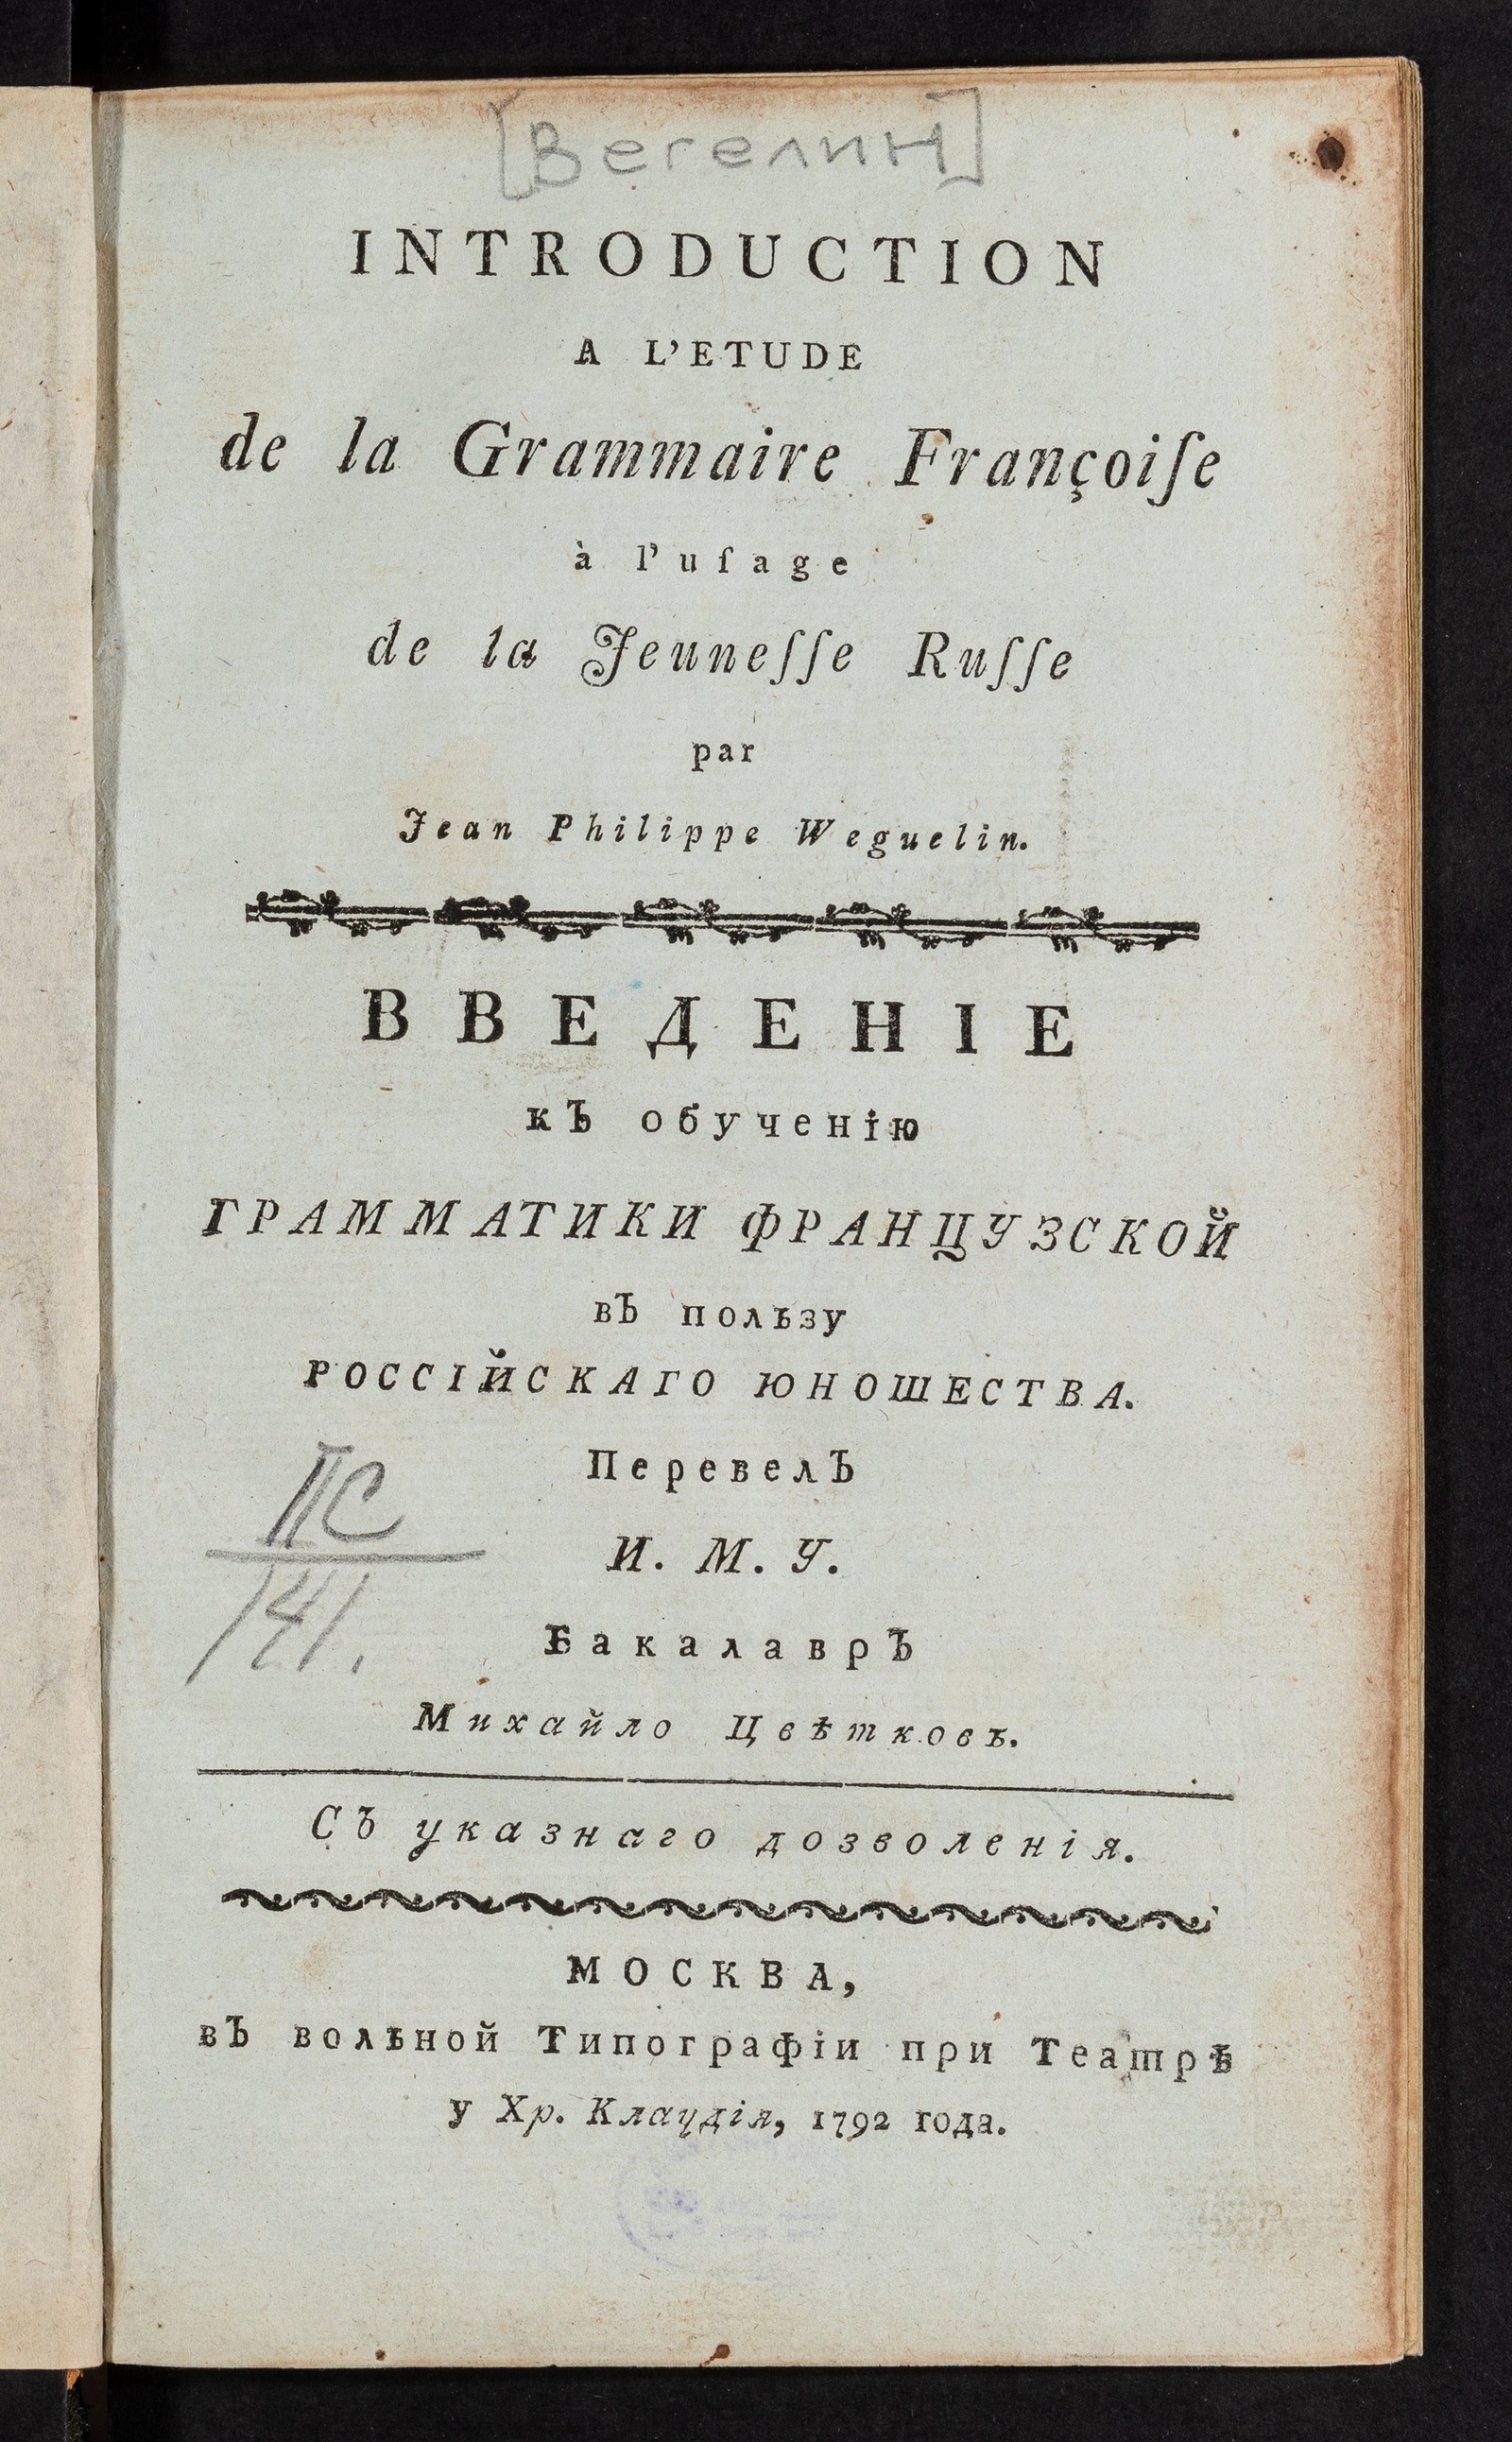 [Вегелин]
INTRODUCTION
A L'ETUDE
de la Grammaire Françoiſe
à l'uſage
de la Jeuneſſe Ruſſe
par
Jean Philippe Weguelin.
ВВЕДЕНІЕ
къ обученію
ГРАММАТИКИ ФРАНЦУЗСКОЙ
въ пользу
РОССІЙСКАГО ЮНОШЕСТВА.
Перевелъ
И. М. У.
Бакалавръ
Михайло Цвѣтковъ.
IIC
141.
Съ указнаго дозволенія.
МОСКВА,
въ вольной Типографіи при Театрѣ
у Хр. Клаудія, 1792 года.